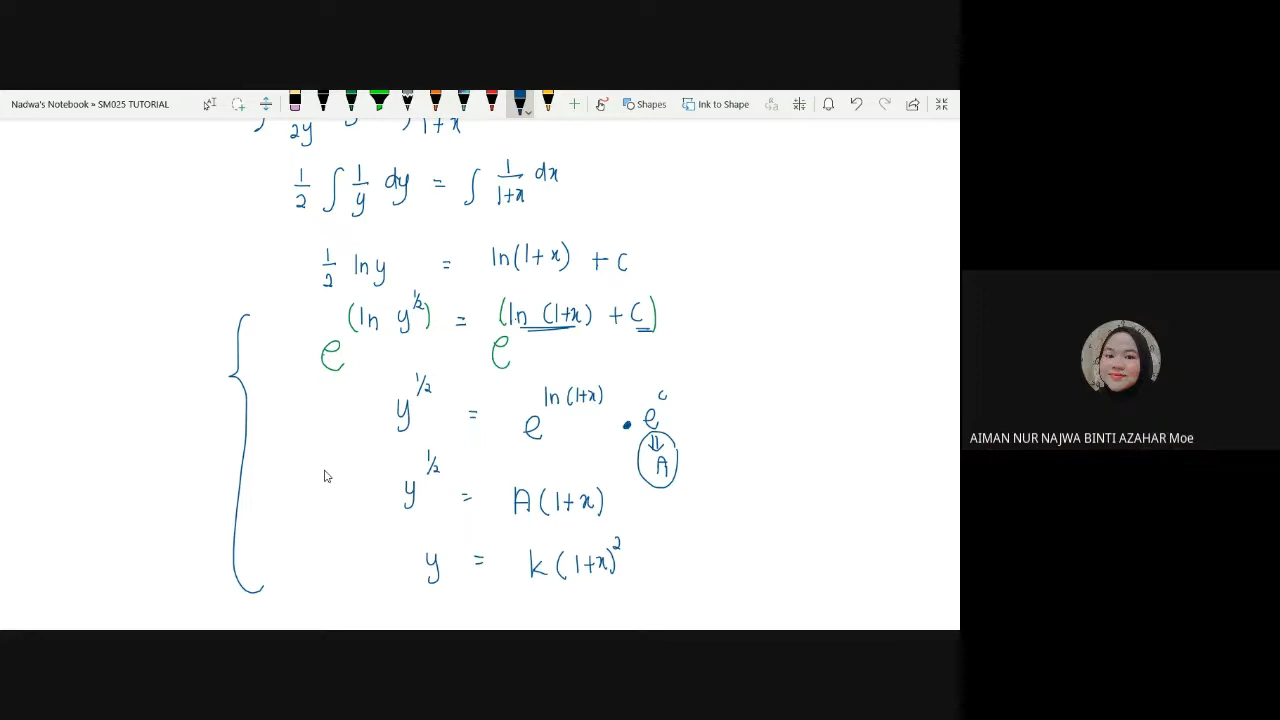 Nadwa's Notebook » SM025 TUTORIAL
Shapes
Ink to Shape
2y 1+x
1/2 ∫ 1/y dy = ∫ 1/1+x dx
1/2 ln y = ln(1+x) + c
e^(ln y^1/2) = e^(ln (1+x) + c)
y^1/2 = e^ln(1+x) • e^c
⇓
A
y^1/2 = A(1+x)
y = k(1+x)^2
AIMAN NUR NAJWA BINTI AZAHAR Moe